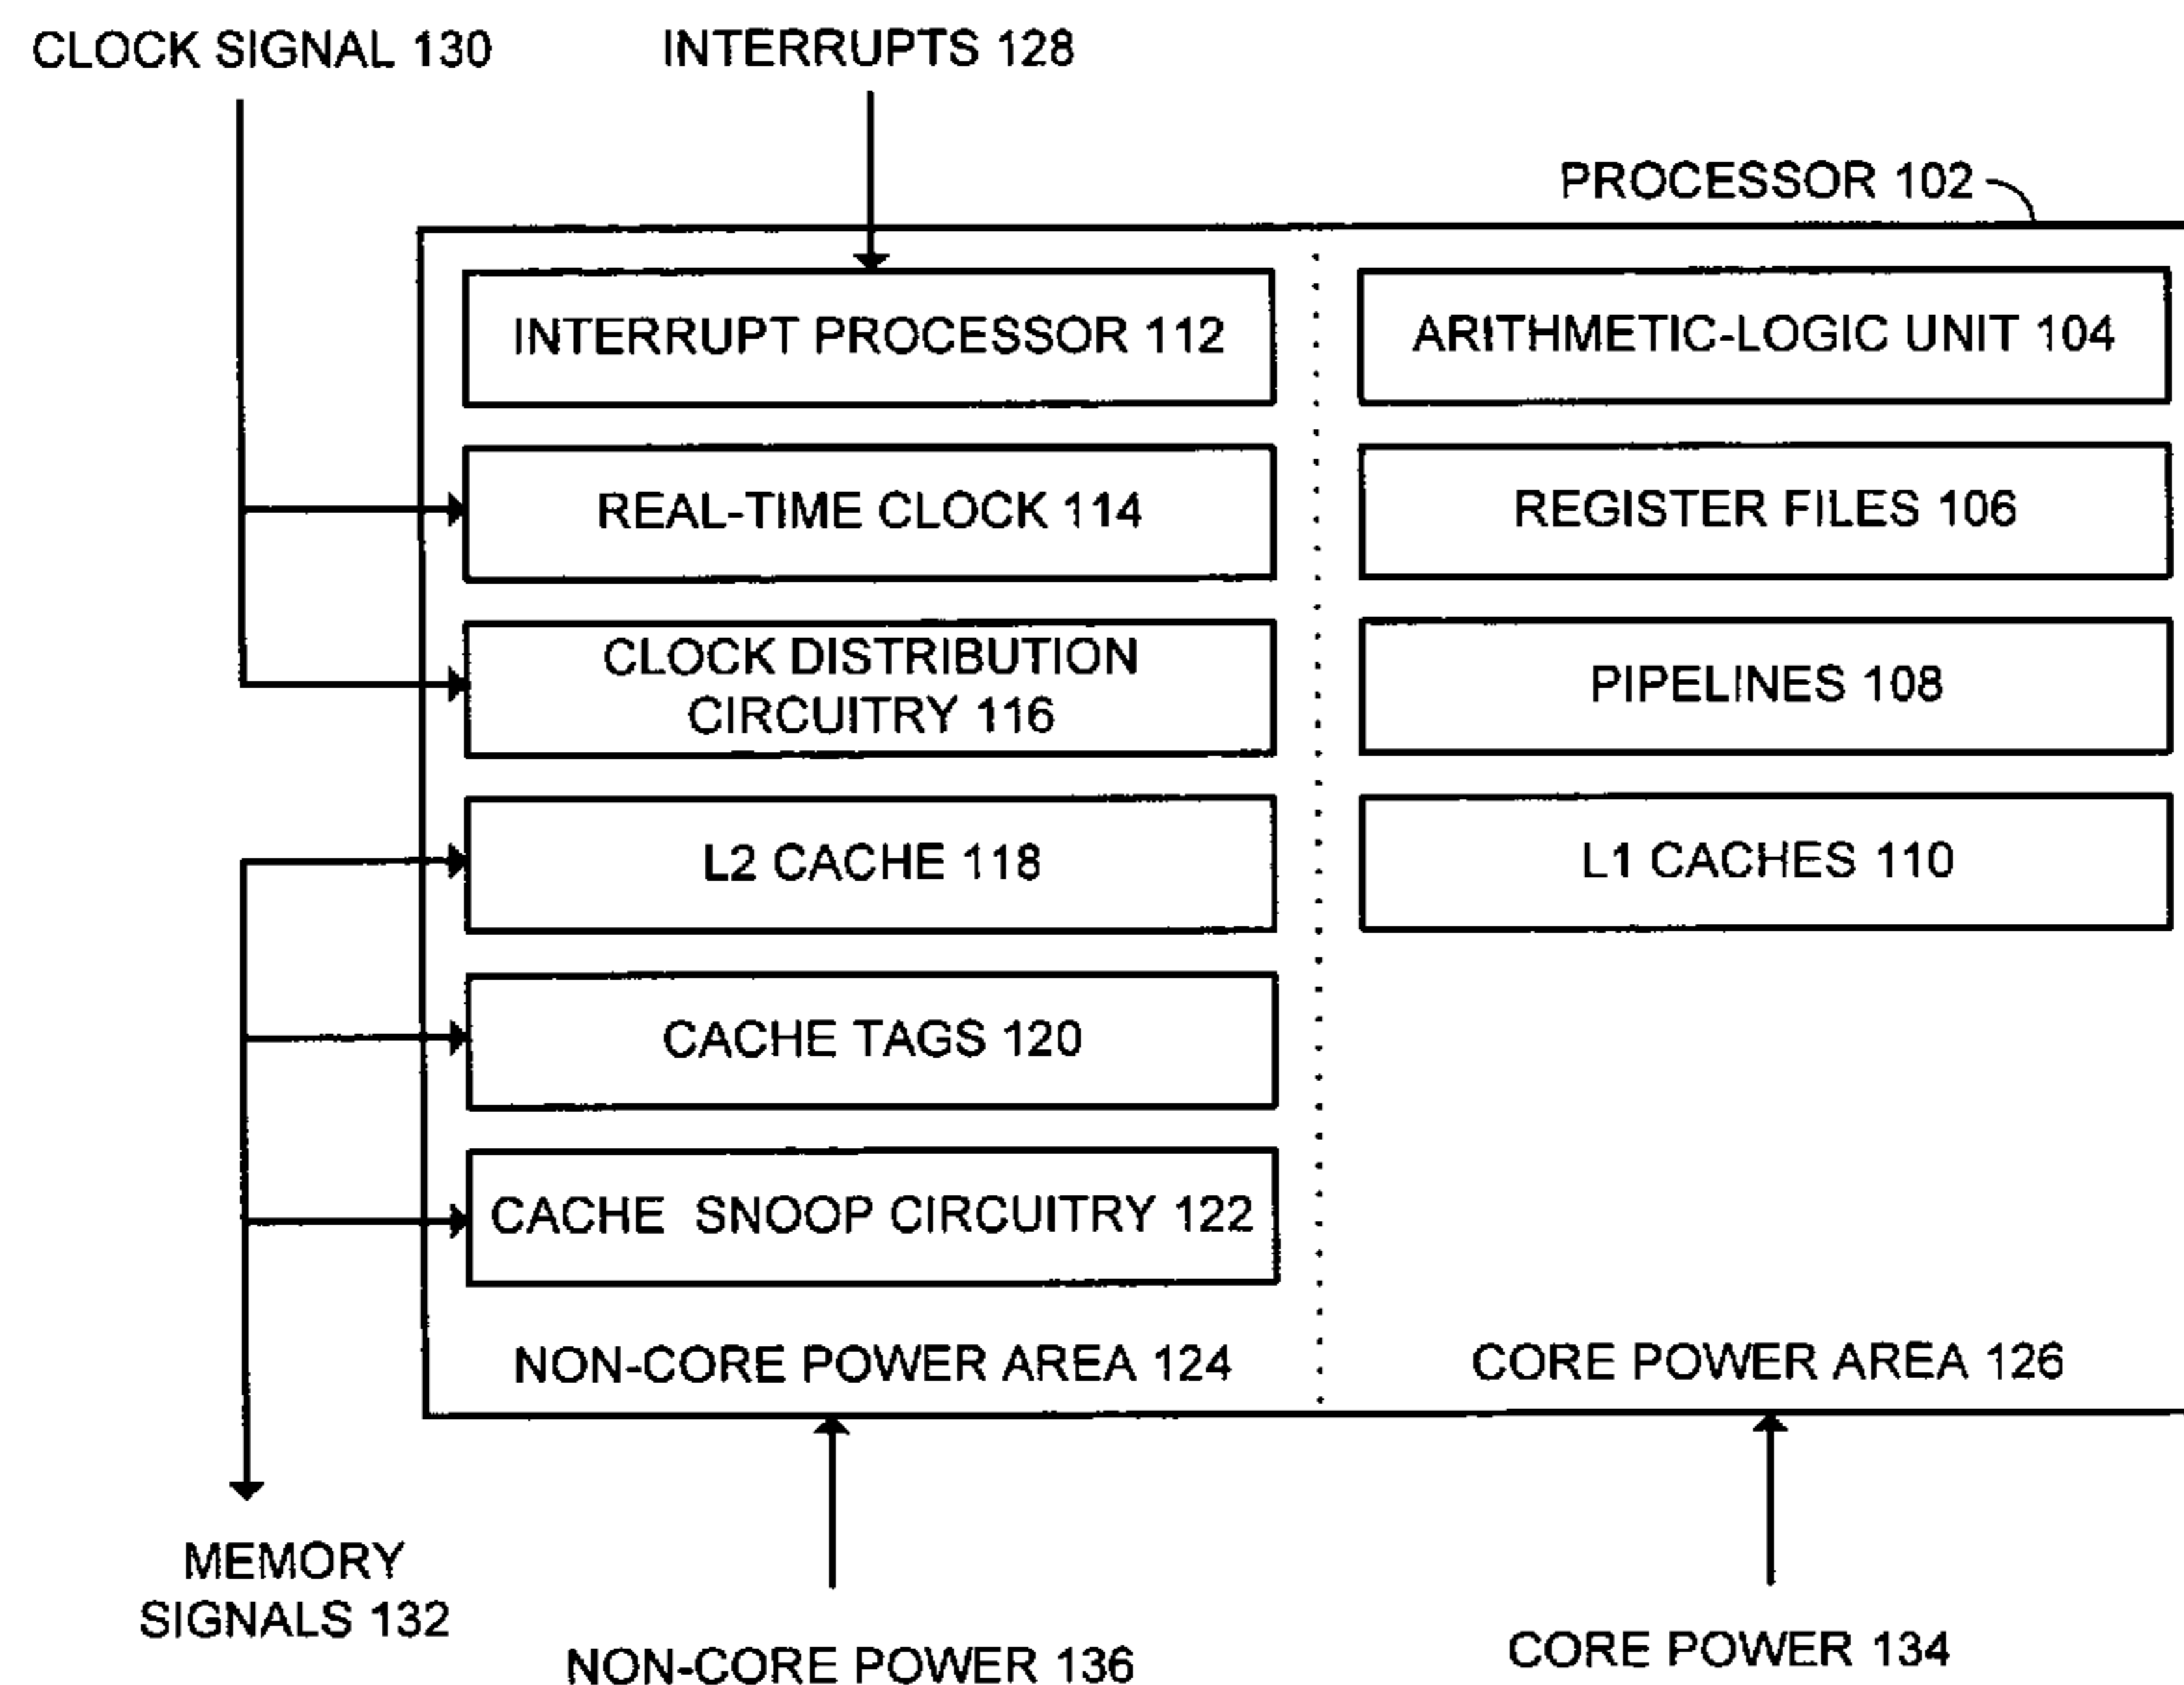 CLOCK SIGNAL 130
INTERRUPTS 128
PROCESSOR 102
INTERRUPT PROCESSOR 112
ARITHMETIC-LOGIC UNIT 104
REAL-TIME CLOCK 114
REGISTER FILES 106
CLOCK DISTRIBUTION
CIRCUITRY 116
PIPELINES 108
L2 CACHE 118
L1 CACHES 110
CACHE TAGS 120
CACHE SNOOP CIRCUITRY 122
NON-CORE POWER AREA 124
CORE POWER AREA 126
MEMORY
SIGNALS 132
NON-CORE POWER 136
CORE POWER 134